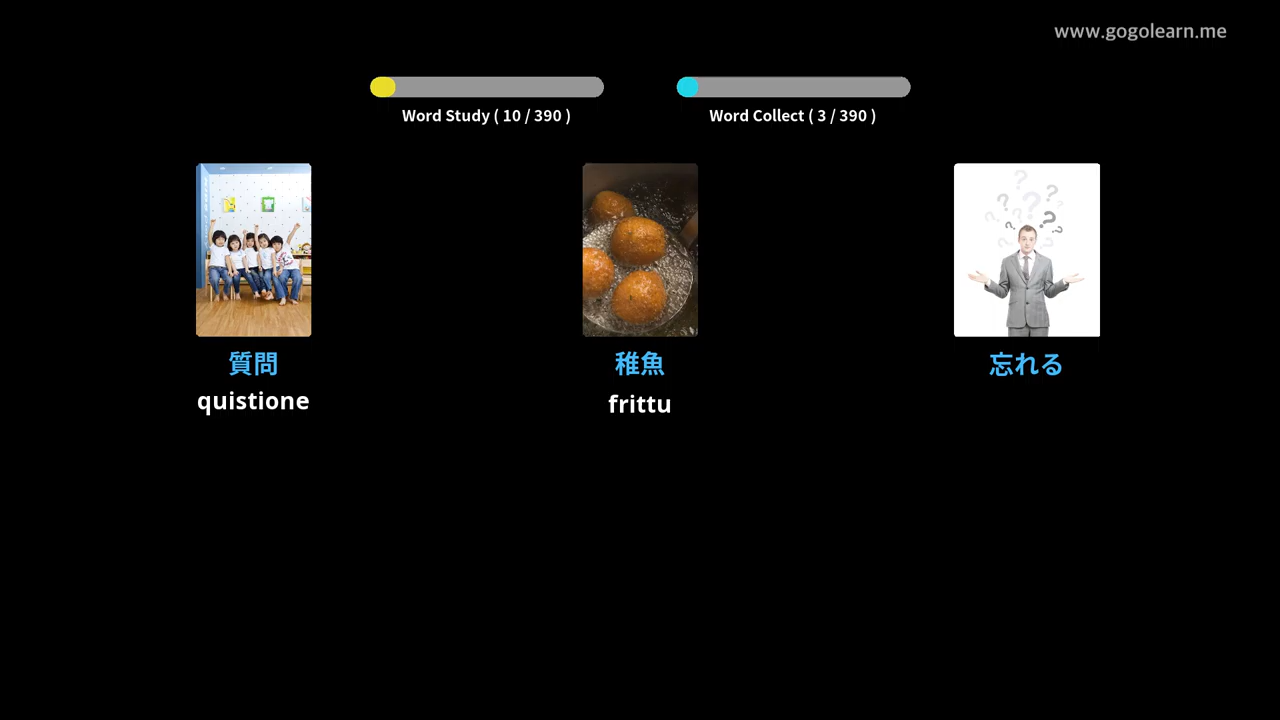 www.gogolearn.me
Word Study ( 10 / 390 )
Word Collect ( 3 / 390 )
質問
稚魚
忘れる
quistione
frittu